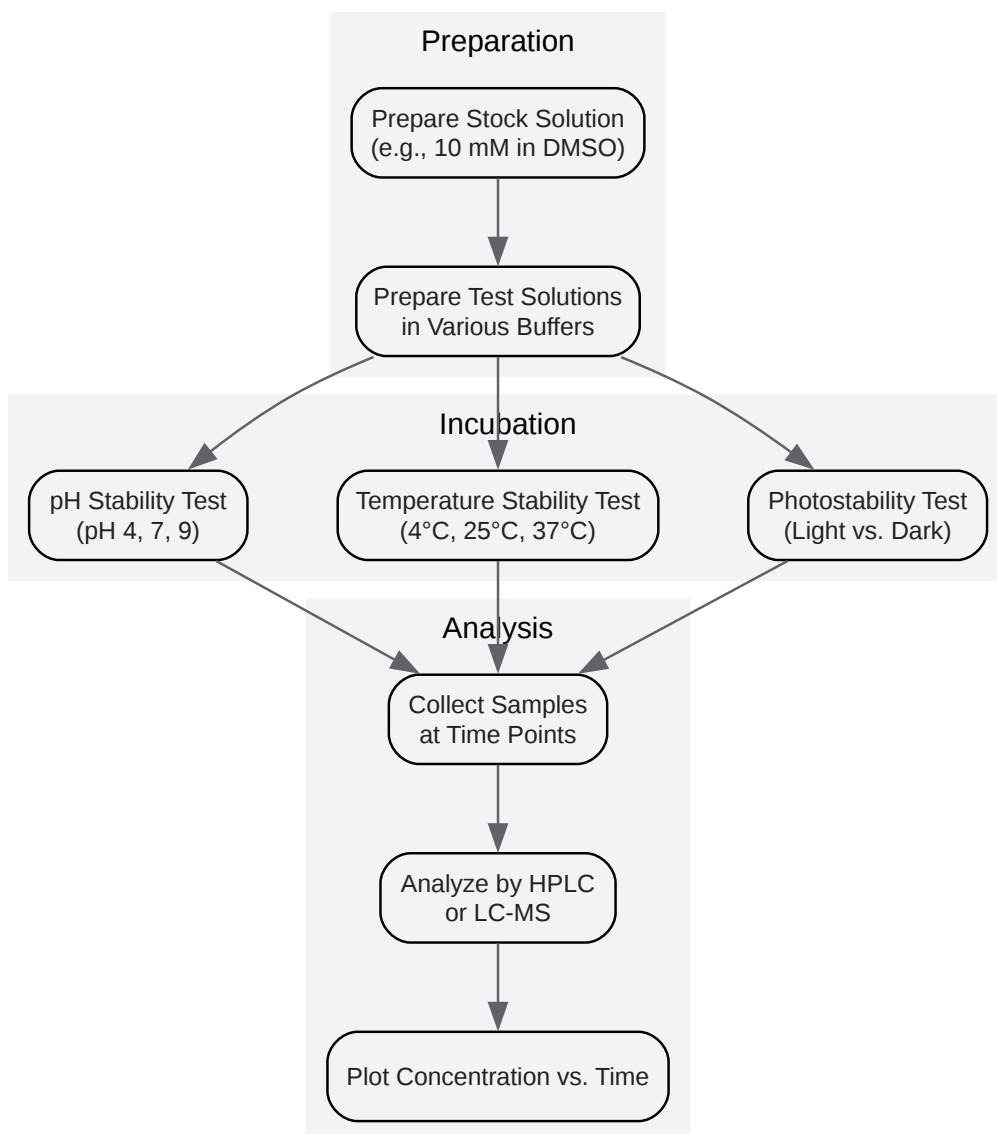 Preparation
Prepare Stock Solution
(e.g., 10 mM in DMSO)
Prepare Test Solutions
in Various Buffers
Incubation
pH Stability Test
(pH 4, 7, 9)
Temperature Stability Test
(4°C, 25°C, 37°C)
Photostability Test
(Light vs. Dark)
Analysis
Collect Samples
at Time Points
Analyze by HPLC
or LC-MS
Plot Concentration vs. Time